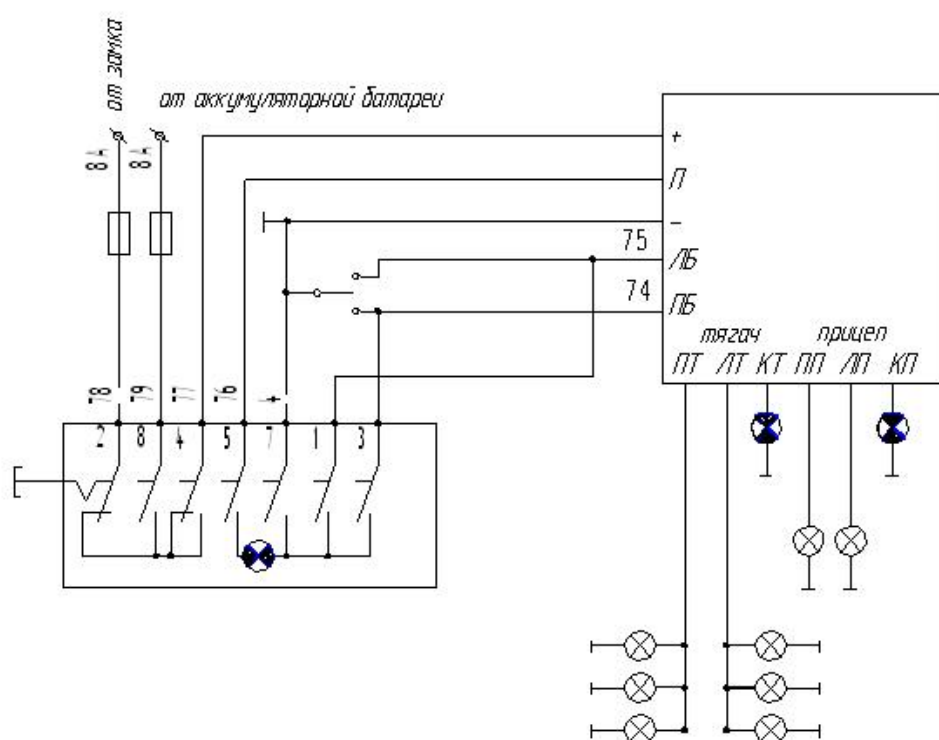 от замка
от аккумуляторной батареи
8А
8А
+
П
-
75
ЛБ
74
ПБ
тягач
прицеп
ПТ ЛТ КТ ПП ЛП КП
78 79 77 76
2 8 4 5 7 1 3